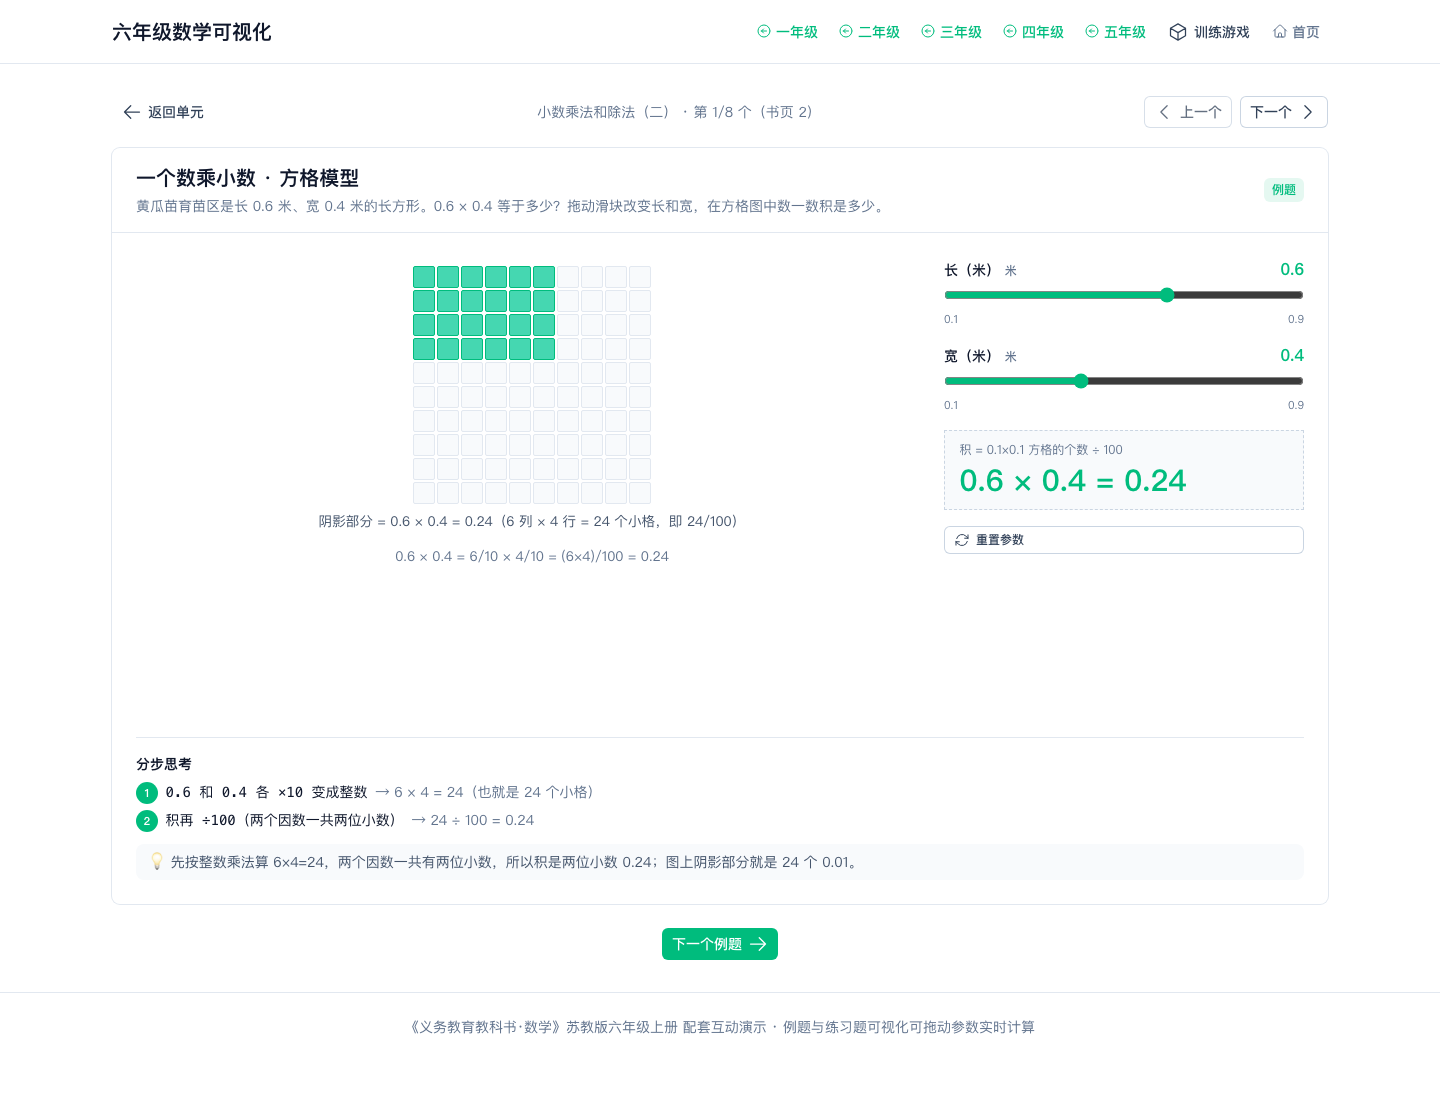 六年级数学可视化
一年级 二年级 三年级 四年级 五年级 训练游戏 首页
返回单元
小数乘法和除法（二） · 第 1/8 个（书页 2）
上一个 下一个
一个数乘小数 · 方格模型
例题
黄瓜苗育苗区是长 0.6 米、宽 0.4 米的长方形。0.6 × 0.4 等于多少？拖动滑块改变长和宽，在方格图中数一数积是多少。
阴影部分 = 0.6 × 0.4 = 0.24（6 列 × 4 行 = 24 个小格，即 24/100）
0.6 × 0.4 = 6/10 × 4/10 = (6×4)/100 = 0.24
长（米） 米 0.6
0.1 0.9
宽（米） 米 0.4
0.1 0.9
积 = 0.1×0.1 方格的个数 ÷ 100
0.6 × 0.4 = 0.24
重置参数
分步思考
1 0.6 和 0.4 各 ×10 变成整数 → 6 × 4 = 24（也就是 24 个小格）
2 积再 ÷100（两个因数一共两位小数） → 24 ÷ 100 = 0.24
先按整数乘法算 6×4=24，两个因数一共有两位小数，所以积是两位小数 0.24；图上阴影部分就是 24 个 0.01。
下一个例题
《义务教育教科书·数学》苏教版六年级上册 配套互动演示 · 例题与练习题可视化可拖动参数实时计算